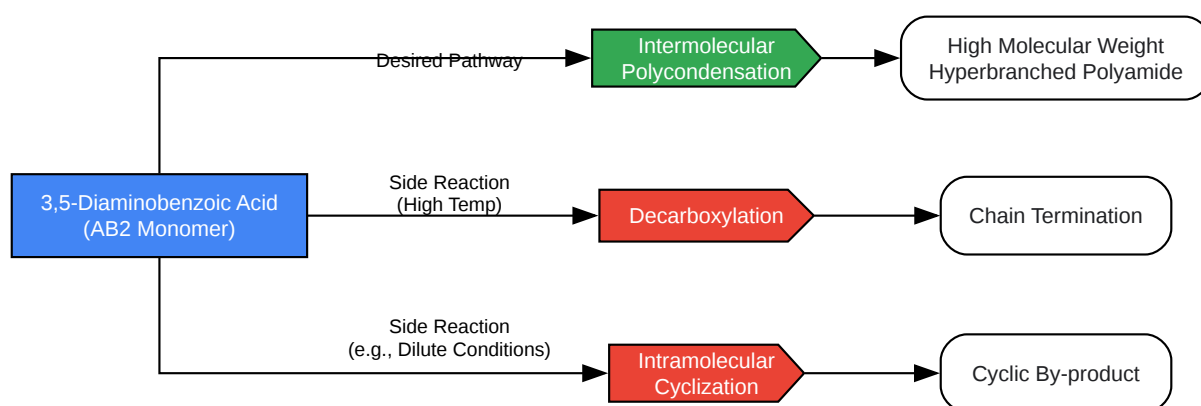 Desired Pathway
Intermolecular
Polycondensation
High Molecular Weight
Hyperbranched Polyamide
3,5-Diaminobenzoic Acid
(AB2 Monomer)
Side Reaction
(High Temp)
Decarboxylation
Chain Termination
Side Reaction
(e.g., Dilute Conditions)
Intramolecular
Cyclization
Cyclic By-product